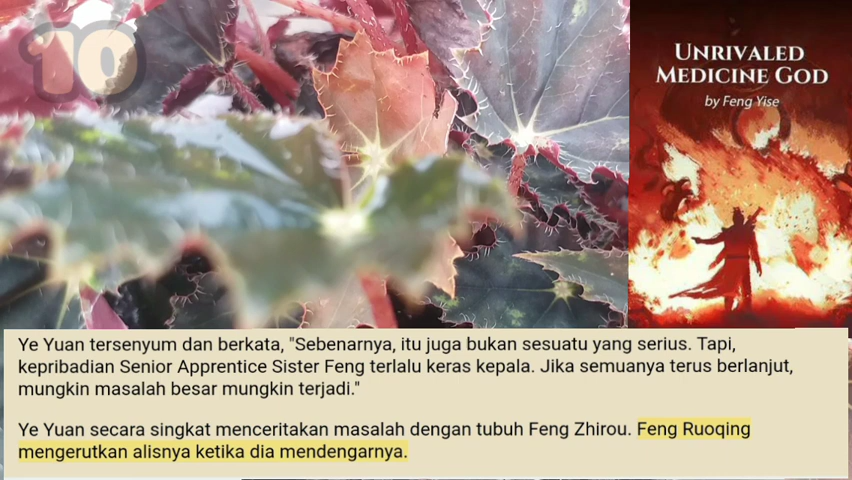 10
UNRIVALED
MEDICINE GOD
by Feng Yise
Ye Yuan tersenyum dan berkata, "Sebenarnya, itu juga bukan sesuatu yang serius. Tapi,
kepribadian Senior Apprentice Sister Feng terlalu keras kepala. Jika semuanya terus berlanjut,
mungkin masalah besar mungkin terjadi."
Ye Yuan secara singkat menceritakan masalah dengan tubuh Feng Zhirou. Feng Ruoqing
mengerutkan alisnya ketika dia mendengarnya.